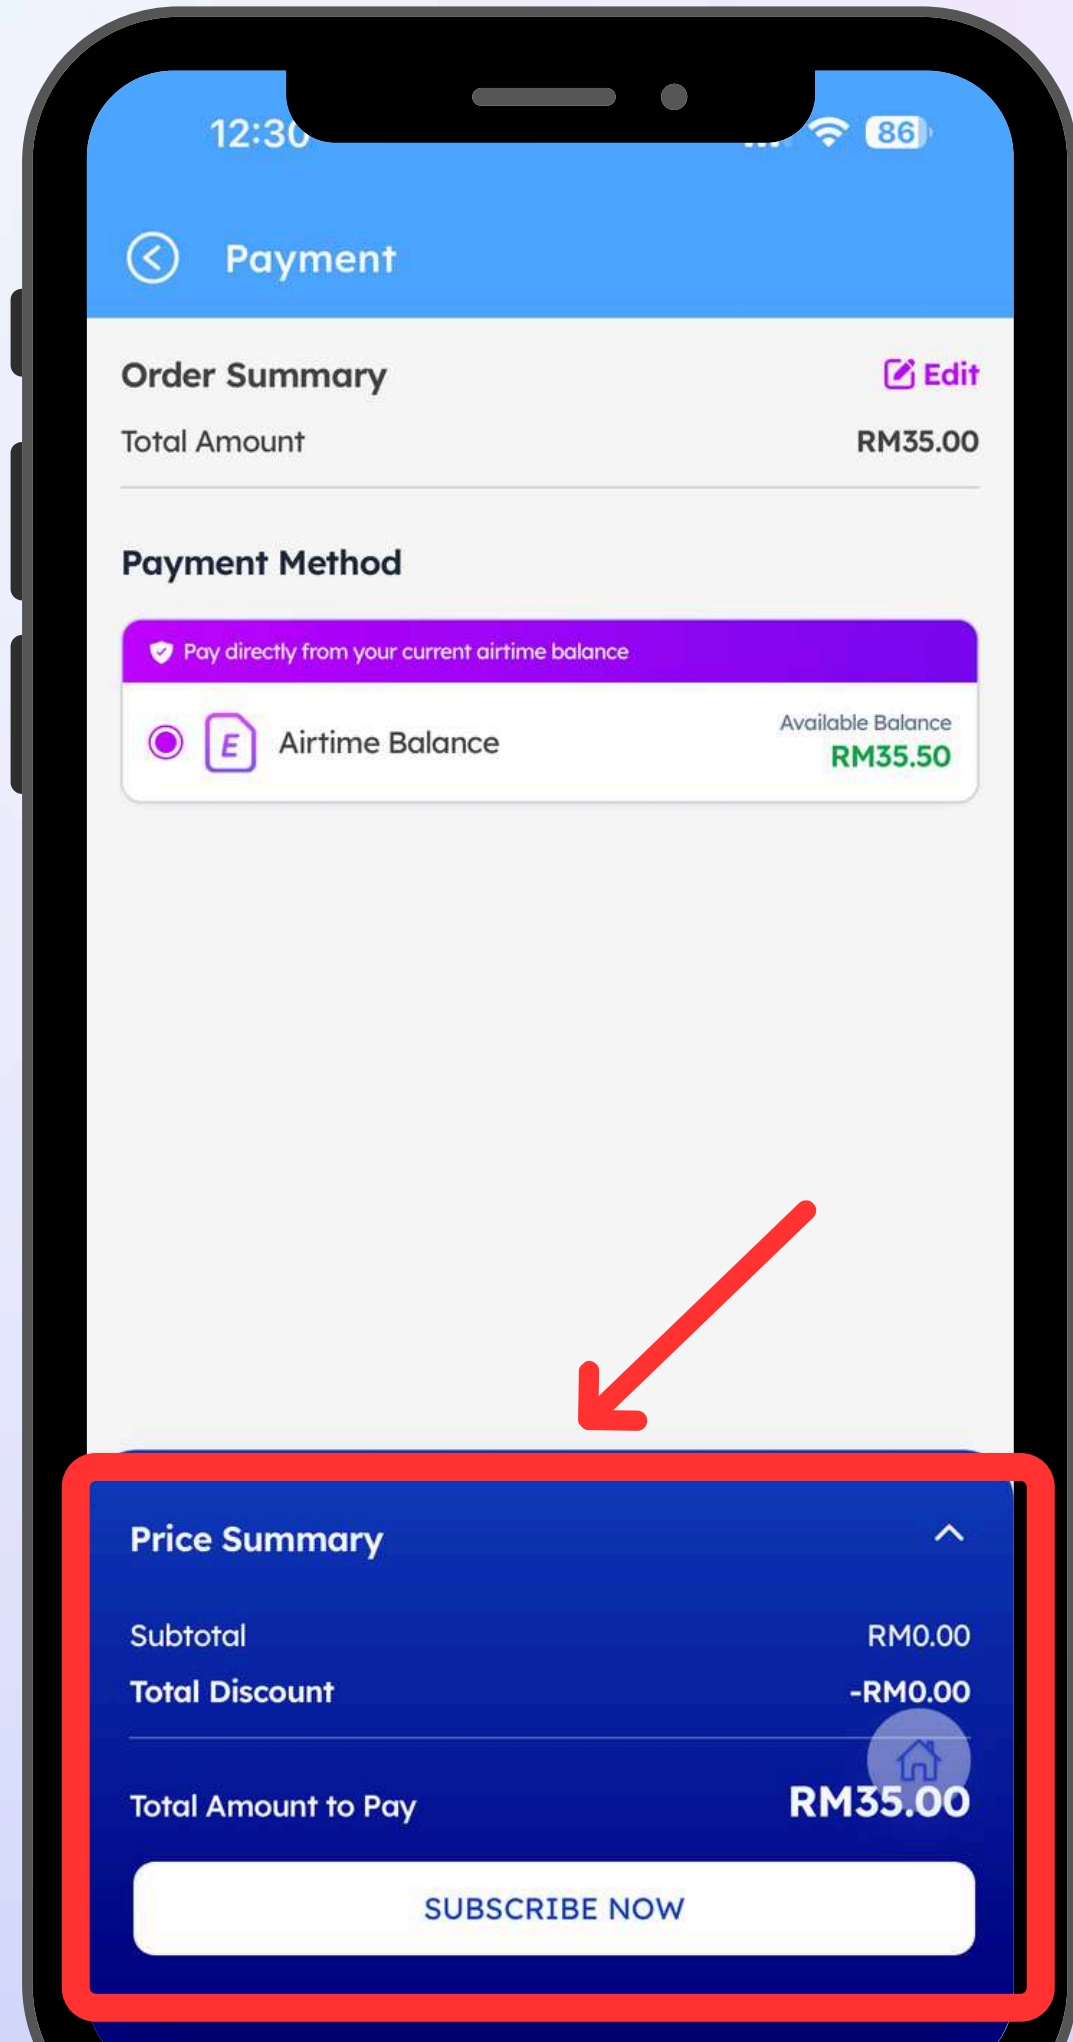 12:30
86
Payment
Order Summary
Edit
Total Amount
RM35.00
Payment Method
Pay directly from your current airtime balance
E
Airtime Balance
Available Balance
RM35.50
Price Summary
Subtotal
RM0.00
Total Discount
-RM0.00
Total Amount to Pay
RM35.00
SUBSCRIBE NOW